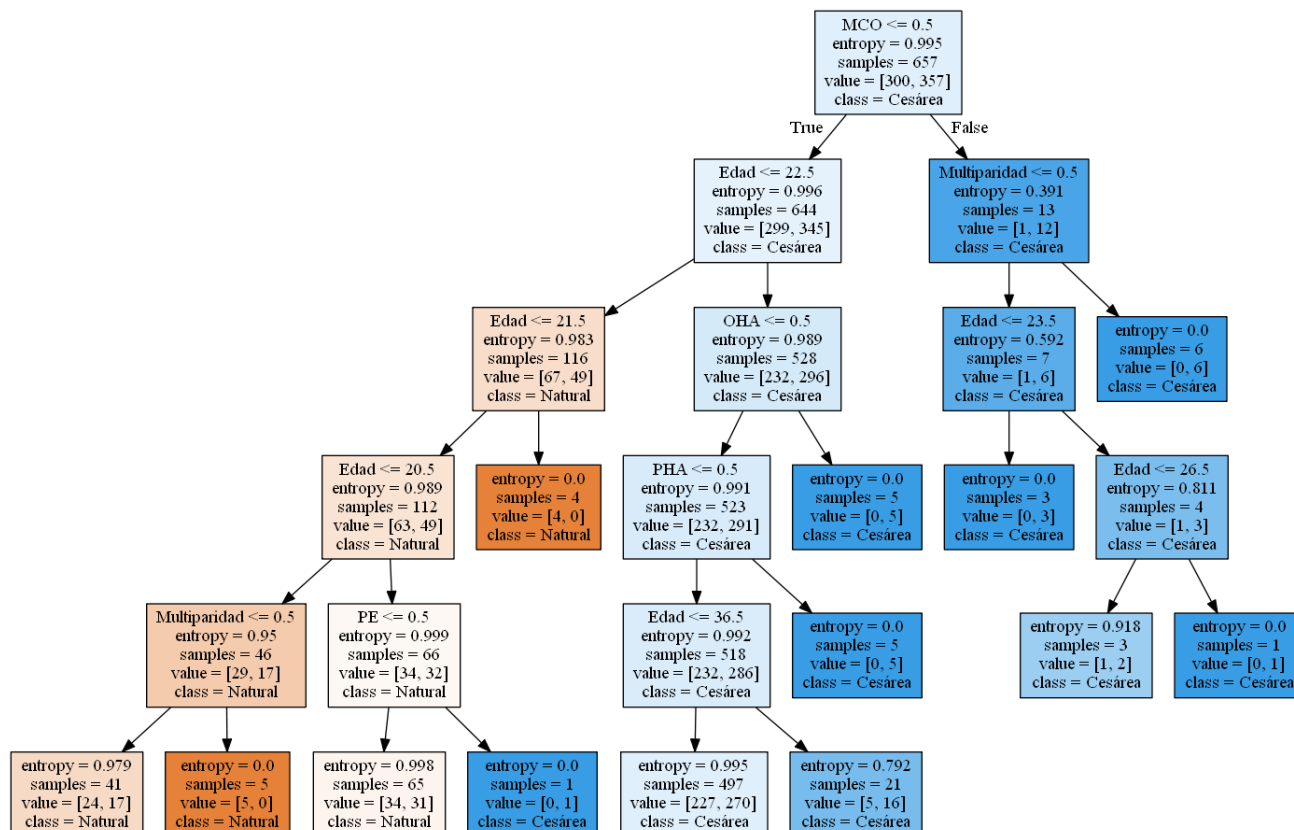 MCO <= 0.5
entropy = 0.995
samples = 657
value = [300, 357]
class = Cesárea
True
False
Edad <= 22.5
entropy = 0.996
samples = 644
value = [299, 345]
class = Cesárea
Multiparidad <= 0.5
entropy = 0.391
samples = 13
value = [1, 12]
class = Cesárea
Edad <= 21.5
entropy = 0.983
samples = 116
value = [67, 49]
class = Natural
OHA <= 0.5
entropy = 0.989
samples = 528
value = [232, 296]
class = Cesárea
Edad <= 23.5
entropy = 0.592
samples = 7
value = [1, 6]
class = Cesárea
entropy = 0.0
samples = 6
value = [0, 6]
class = Cesárea
Edad <= 20.5
entropy = 0.989
samples = 112
value = [63, 49]
class = Natural
entropy = 0.0
samples = 4
value = [4, 0]
class = Natural
PHA <= 0.5
entropy = 0.991
samples = 523
value = [232, 291]
class = Cesárea
entropy = 0.0
samples = 5
value = [0, 5]
class = Cesárea
entropy = 0.0
samples = 3
value = [0, 3]
class = Cesárea
Edad <= 26.5
entropy = 0.811
samples = 4
value = [1, 3]
class = Cesárea
Multiparidad <= 0.5
entropy = 0.95
samples = 46
value = [29, 17]
class = Natural
PE <= 0.5
entropy = 0.999
samples = 66
value = [34, 32]
class = Natural
Edad <= 36.5
entropy = 0.992
samples = 518
value = [232, 286]
class = Cesárea
entropy = 0.0
samples = 5
value = [0, 5]
class = Cesárea
entropy = 0.918
samples = 3
value = [1, 2]
class = Cesárea
entropy = 0.0
samples = 1
value = [0, 1]
class = Cesárea
entropy = 0.979
samples = 41
value = [24, 17]
class = Natural
entropy = 0.0
samples = 5
value = [5, 0]
class = Natural
entropy = 0.998
samples = 65
value = [34, 31]
class = Natural
entropy = 0.0
samples = 1
value = [0, 1]
class = Cesárea
entropy = 0.995
samples = 497
value = [227, 270]
class = Cesárea
entropy = 0.792
samples = 21
value = [5, 16]
class = Cesárea